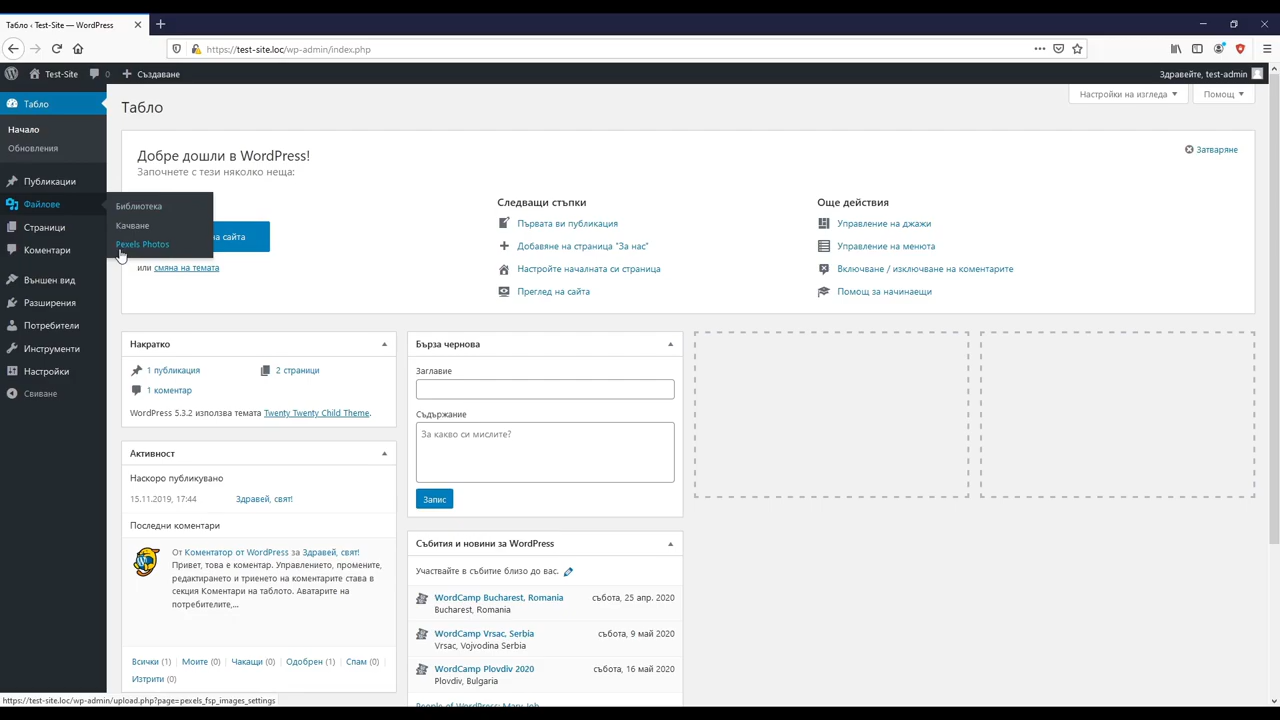 Табло ‹ Test-Site — WordPress
https://test-site.loc/wp-admin/index.php
Test-Site
0
Създаване
Здравейте, test-admin
Табло
Начало
Обновления
Публикации
Файлове
Страници
Коментари
Външен вид
Разширения
Потребители
Инструменти
Настройки
Свиване
Библиотека
Качване
Pexels Photos
Настройки на изгледа
Помощ
Табло
Добре дошли в WordPress!
Започнете с тези няколко неща:
Затваряне
на сайта
или смяна на темата
Следващи стъпки
Първата ви публикация
Добавяне на страница "За нас"
Настройте началната си страница
Преглед на сайта
Още действия
Управление на джажи
Управление на менюта
Включване / изключване на коментарите
Помощ за начинаещи
Накратко
1 публикация
2 страници
1 коментар
WordPress 5.3.2 използва темата Twenty Twenty Child Theme.
Активност
Наскоро публикувано
15.11.2019, 17:44
Здравей, свят!
Последни коментари
От Коментатор от WordPress за Здравей, свят!
Привет, това е коментар. Управлението, промените,
редактирането и триенето на коментарите става в
секция Коментари на таблото. Аватарите на
потребителите,...
Всички (1) | Моите (0) | Чакащи (0) | Одобрен (1) | Спам (0) |
Изтрити (0)
Бърза чернова
Заглавие
Съдържание
За какво си мислите?
Запис
Събития и новини за WordPress
Участвайте в събитие близо до вас.
WordCamp Bucharest, Romania
събота, 25 апр. 2020
Bucharest, Romania
WordCamp Vrsac, Serbia
събота, 9 май 2020
Vrsac, Vojvodina Serbia
WordCamp Plovdiv 2020
събота, 16 май 2020
Plovdiv, Bulgaria
People of WordPress: Mary Job
https://test-site.loc/wp-admin/upload.php?page=pexels_fsp_images_settings